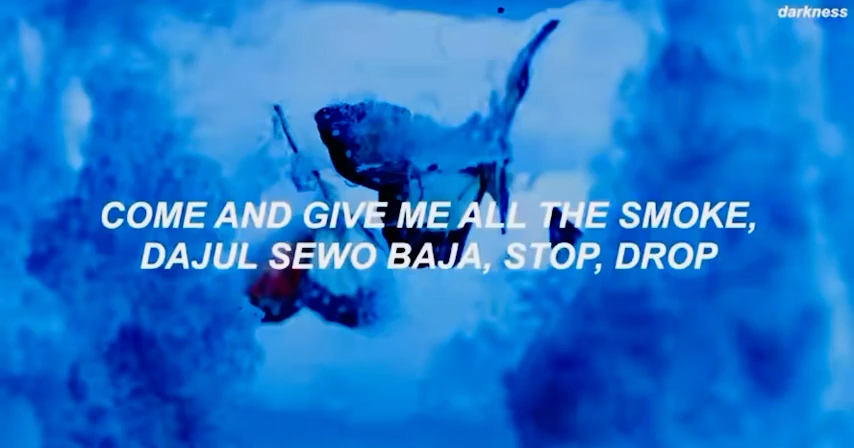 darkness
COME AND GIVE ME ALL THE SMOKE,
DAJUL SEWO BAJA, STOP, DROP